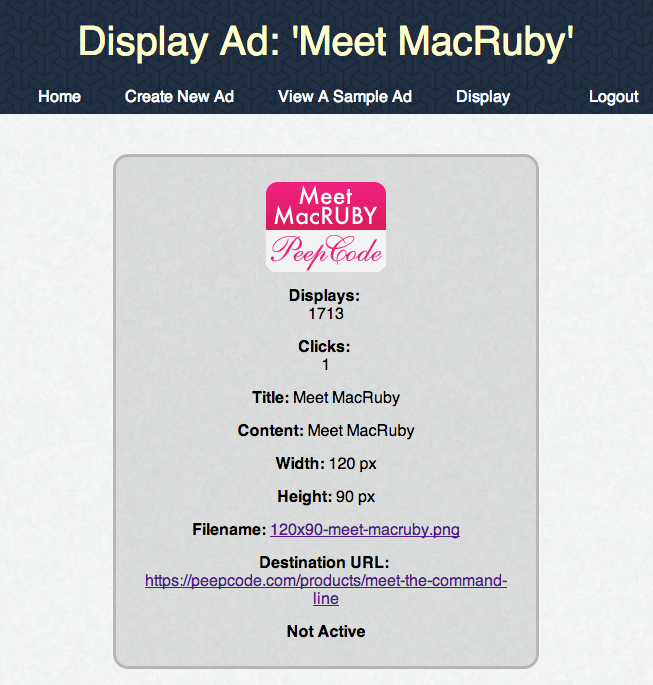 Display Ad: 'Meet MacRuby'
Home Create New Ad View A Sample Ad Display Logout
Meet
MacRUBY
PeepCode
Displays:
1713
Clicks:
1
Title: Meet MacRuby
Content: Meet MacRuby
Width: 120 px
Height: 90 px
Filename: 120x90-meet-macruby.png
Destination URL:
https://peepcode.com/products/meet-the-command-
line
Not Active